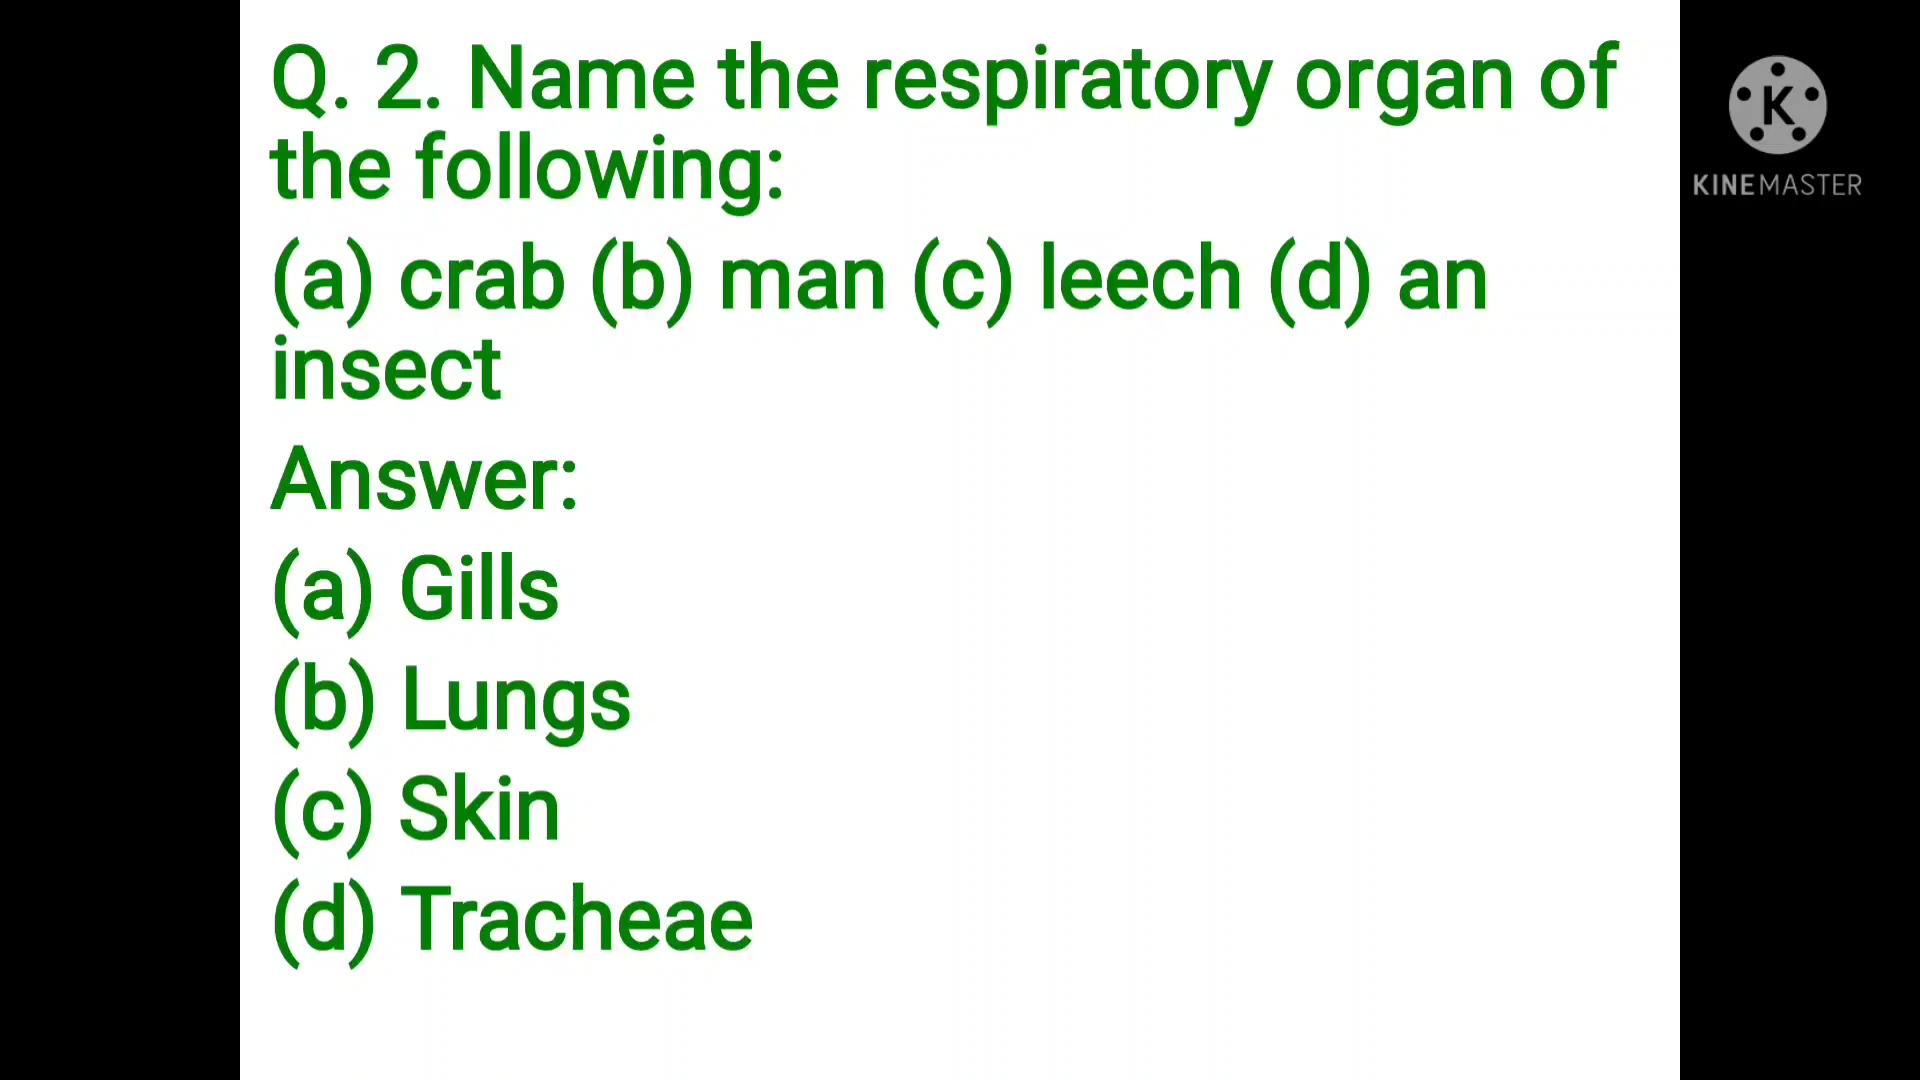 Q. 2. Name the respiratory organ of
the following:
(a) crab (b) man (c) leech (d) an
insect
Answer:
(a) Gills
(b) Lungs
(c) Skin
(d) Tracheae
K
KINEMASTER